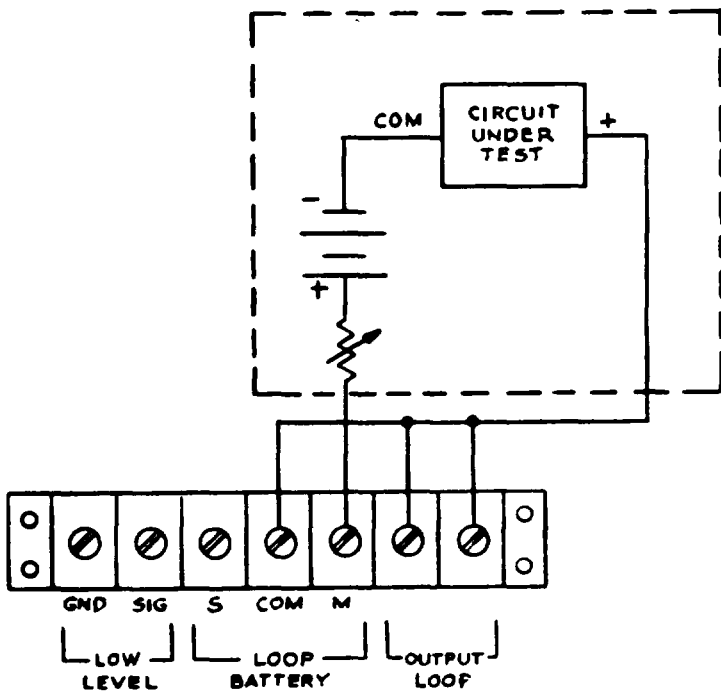 CIRCUIT
UNDER
TEST
COM
+
-
+
GND SIG S COM M
LOW
LEVEL
LOOP
BATTERY
OUTPUT
LOOP